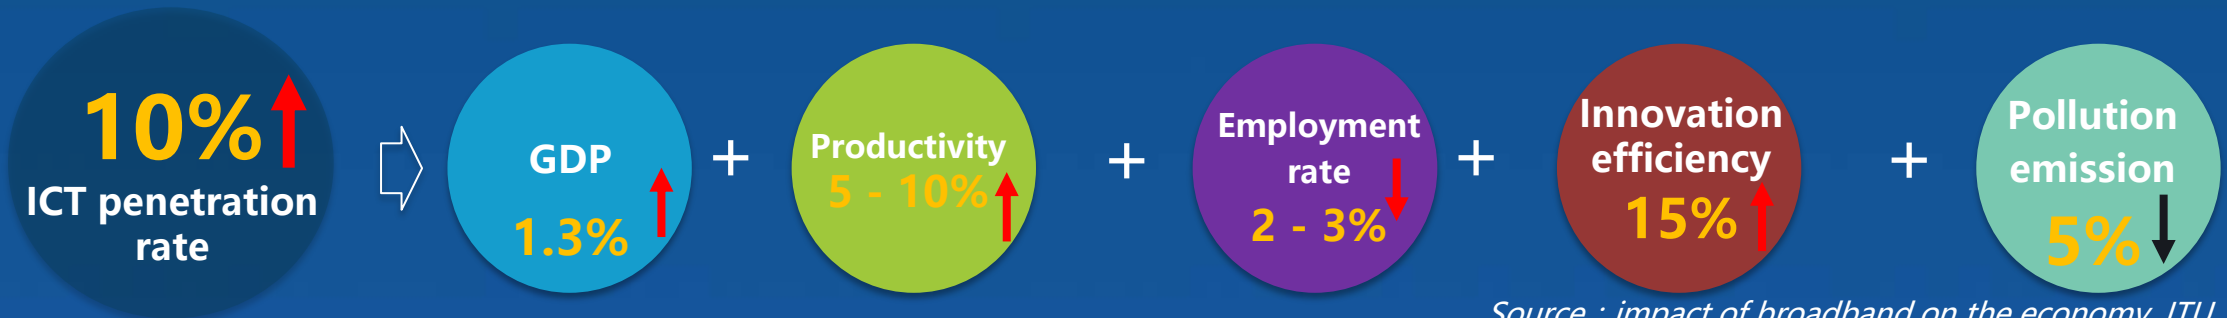 10%
ICT penetration
rate
GDP
1.3%
+
Productivity
5 - 10%
+
Employment
rate
2 - 3%
+
Innovation
efficiency
15%
+
Pollution
emission
5%
Source : impact of broadband on the economy, ITU